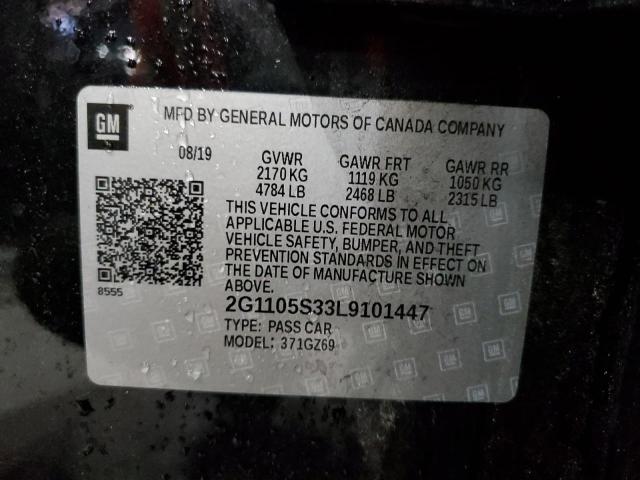 GM
MFD BY GENERAL MOTORS OF CANADA COMPANY
08/19 GVWR GAWR FRT GAWR RR
2170 KG 1119 KG 1050 KG
4784 LB 2468 LB 2315 LB
THIS VEHICLE CONFORMS TO ALL
APPLICABLE U.S. FEDERAL MOTOR
VEHICLE SAFETY, BUMPER, AND THEFT
PREVENTION STANDARDS IN EFFECT ON
THE DATE OF MANUFACTURE SHOWN
ABOVE.
8555
2G1105S33L9101447
TYPE: PASS CAR
MODEL: 371GZ69